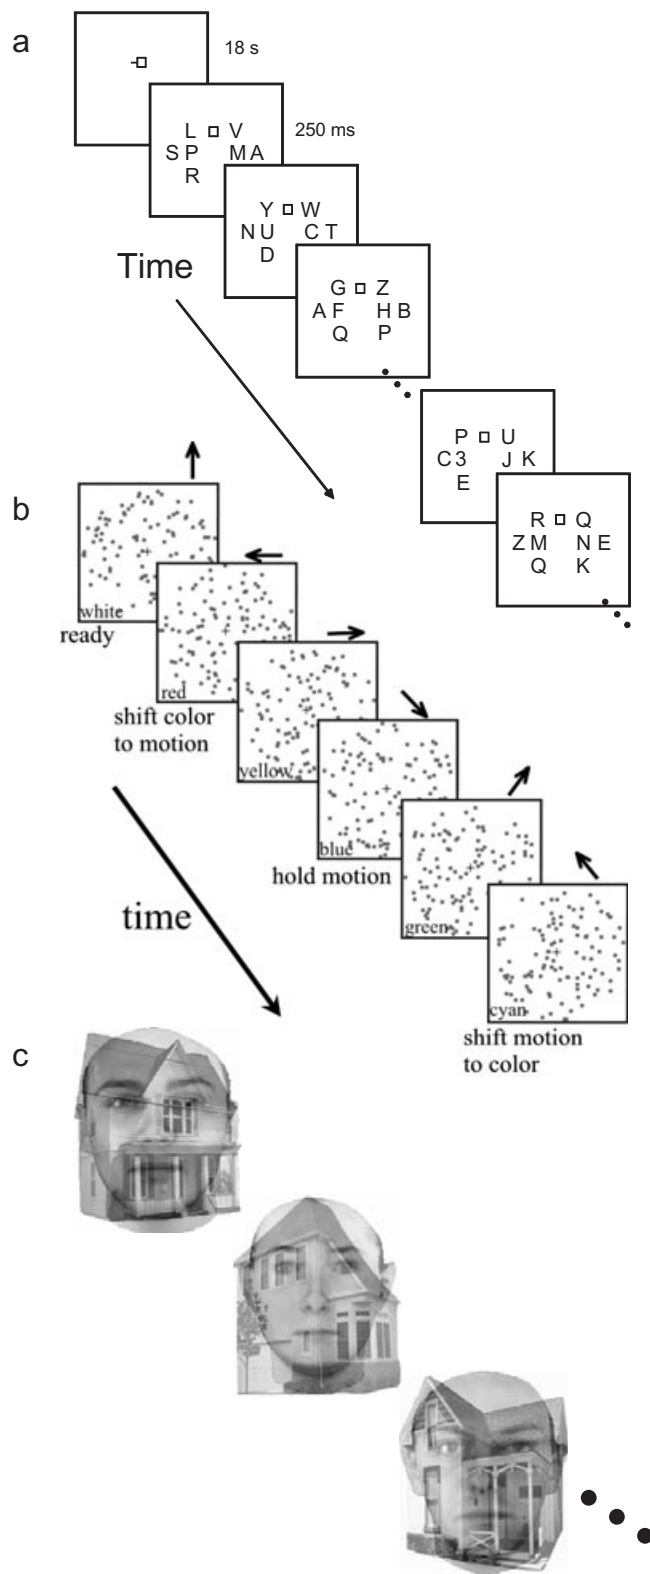 a
18 s
L V
S P M A
R
250 ms
Y W
N U C T
D
Time
G Z
A F H B
Q P
P U
C 3 J K
E
R Q
Z M N E
Q K
b
white
ready
red
shift color
to motion
yellow
blue
hold motion
green
time
cyan
shift motion
to color
c